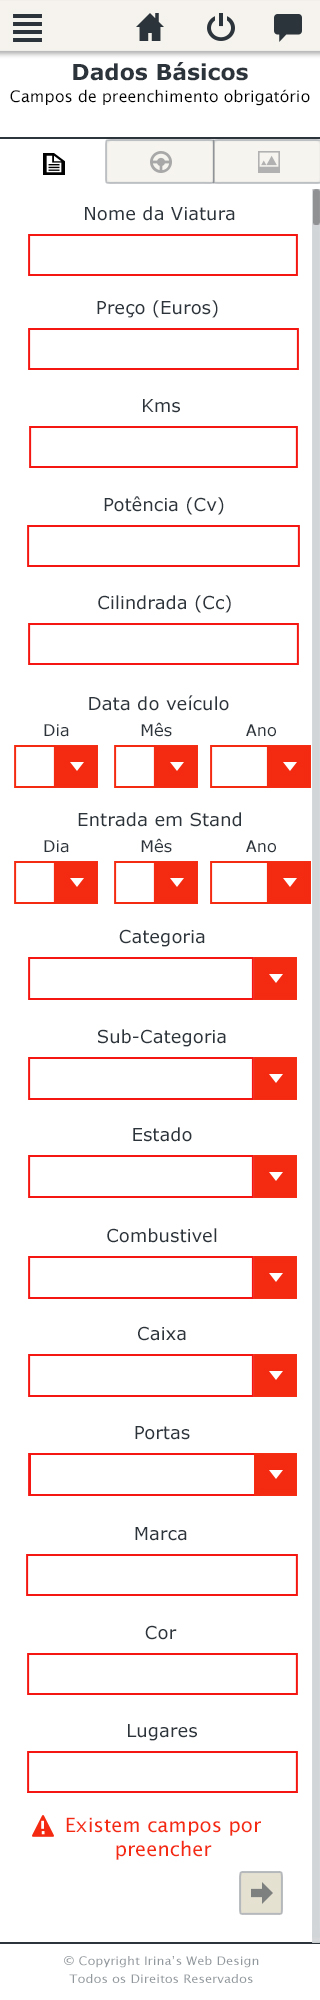 Dados Básicos
Campos de preenchimento obrigatório
Nome da Viatura
Preço (Euros)
Kms
Potência (Cv)
Cilindrada (Cc)
Data do veículo
Dia Mês Ano
Entrada em Stand
Dia Mês Ano
Categoria
Sub-Categoria
Estado
Combustivel
Caixa
Portas
Marca
Cor
Lugares
Existem campos por
preencher
© Copyright Irina's Web Design
Todos os Direitos Reservados